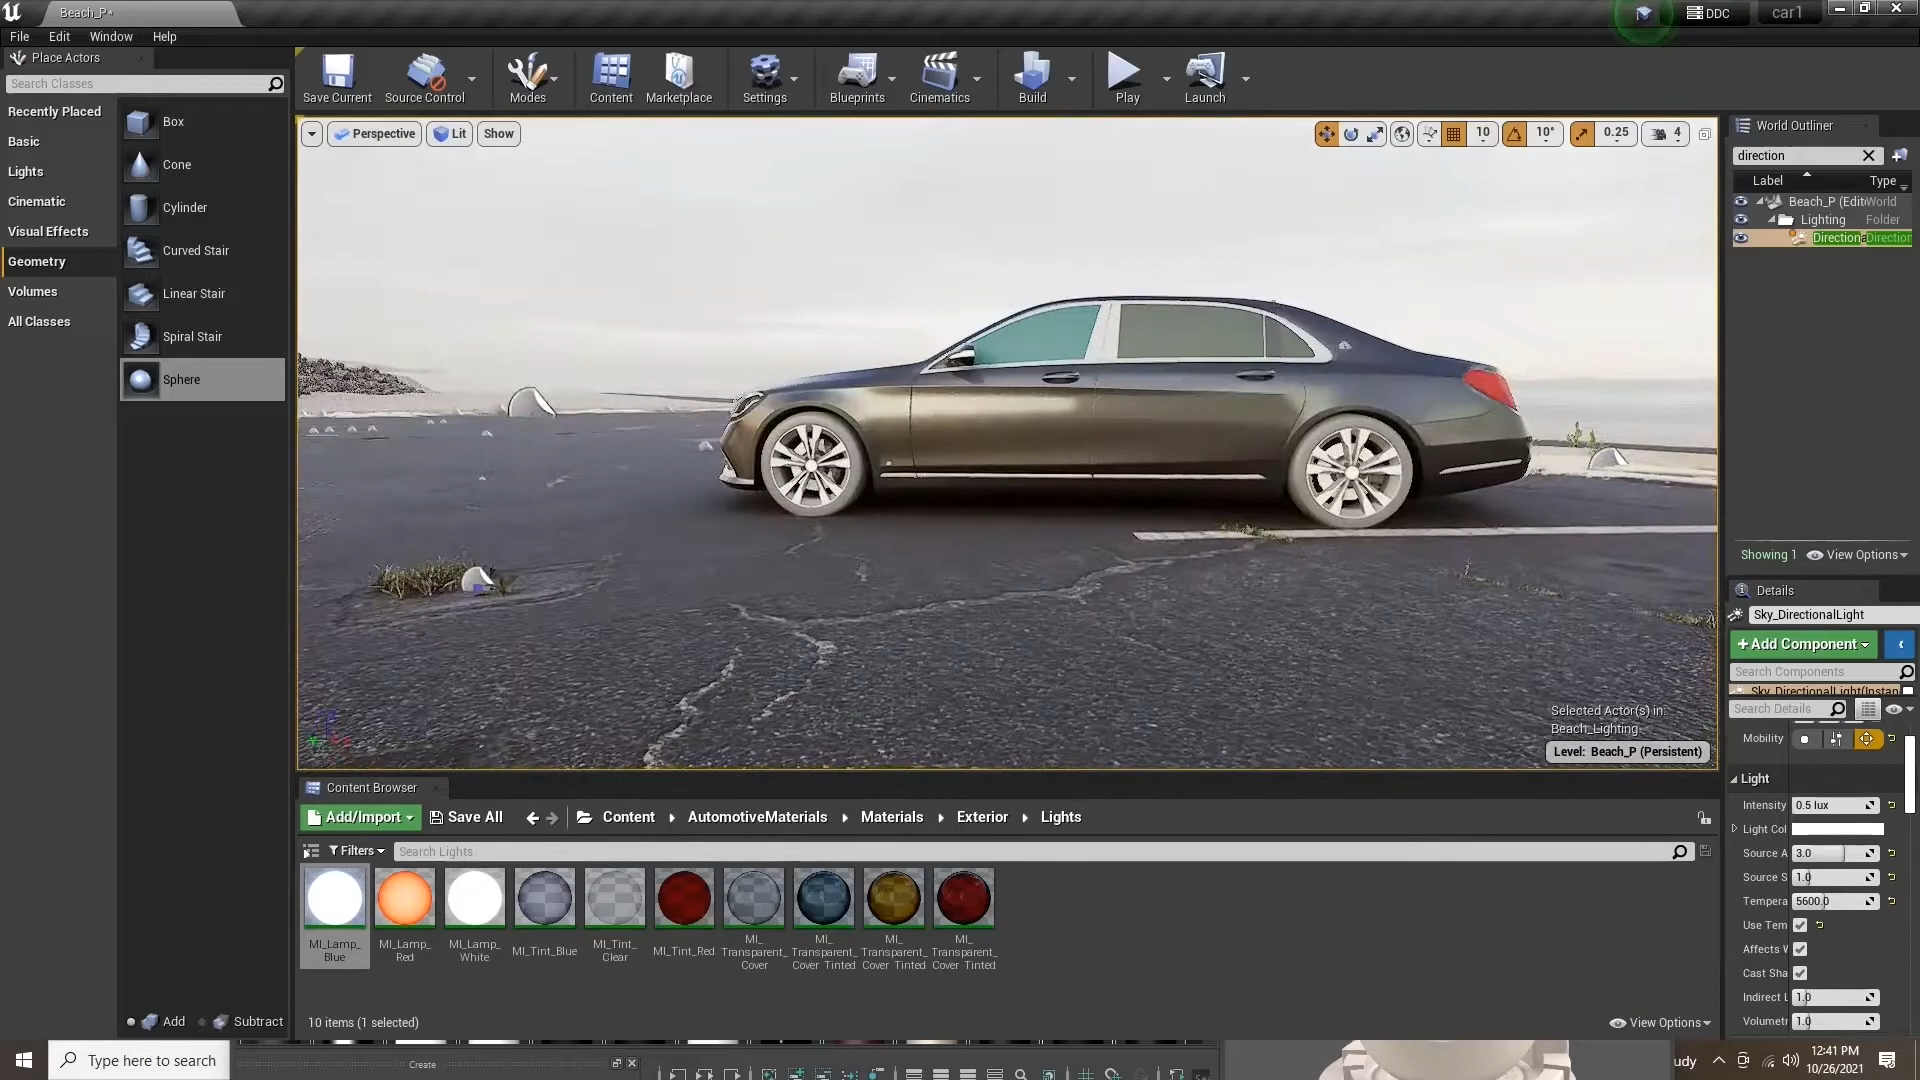 Beach_P*
DDC
car1
File Edit Window Help
Place Actors
Search Classes
Recently Placed
Basic
Lights
Cinematic
Visual Effects
Geometry
Volumes
All Classes
Box
Cone
Cylinder
Curved Stair
Linear Stair
Spiral Stair
Sphere
Add Subtract
Save Current Source Control Modes Content Marketplace Settings Blueprints Cinematics Build Play Launch
Perspective Lit Show
10 10° 0.25 4
Selected Actor(s) in:
Beach_Lighting
Level: Beach_P (Persistent)
World Outliner
direction
Label Type
Beach_P (Edit World
Lighting Folder
Direction Direction
Showing 1 View Options
Details
Sky_DirectionalLight
+Add Component
Search Components
Sky_DirectionalLight(Instan
Search Details
Mobility
Light
Intensity 0.5 lux
Light Col
Source A 3.0
Source S 1.0
Tempera 5600.0
Use Tem
Affects W
Cast Sha
Indirect L 1.0
Volumetr 1.0
Content Browser
Add/Import Save All Content AutomotiveMaterials Materials Exterior Lights
Filters Search Lights
MI_Lamp_
Blue
MI_Lamp_
Red
MI_Lamp_
White
MI_Tint_Blue
MI_Tint_
Clear
MI_Tint_Red
MI_
Transparent_
Cover
MI_
Transparent_
Cover_Tinted
MI_
Transparent_
Cover_Tinted
MI_
Transparent_
Cover_Tinted
10 items (1 selected)
View Options
Type here to search
Create
udy
12:41 PM
10/26/2021